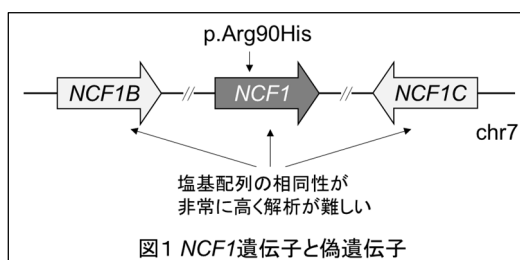 p.Arg90His
NCF1B
NCF1
NCF1C
chr7
塩基配列の相同性が
非常に高く解析が難しい
図1 NCF1遺伝子と偽遺伝子